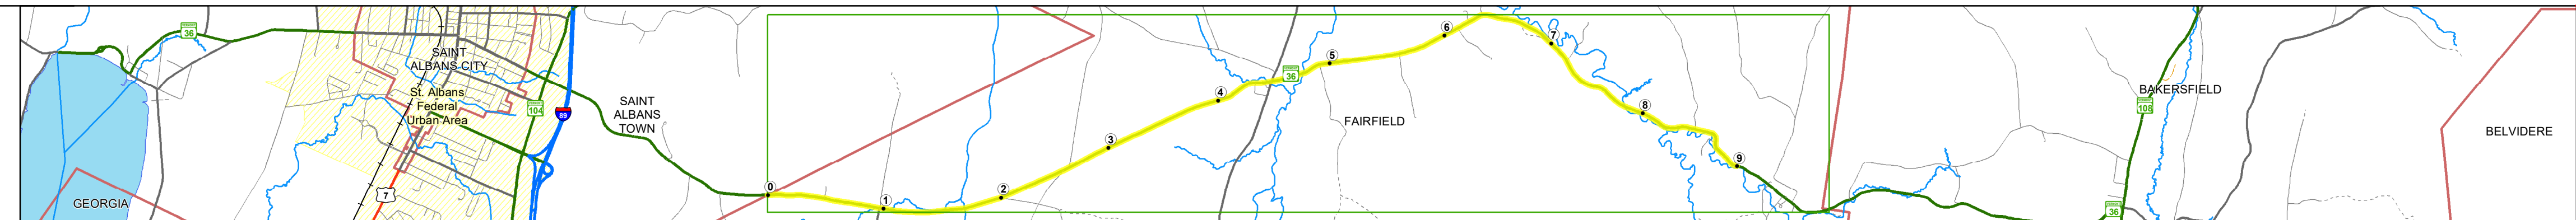 36
SAINT
ALBANS CITY
St. Albans
Federal
Urban Area
104
89
7
GEORGIA
SAINT
ALBANS
TOWN
0
1
2
3
4
36
5
6
7
8
9
FAIRFIELD
BAKERSFIELD
108
36
BELVIDERE